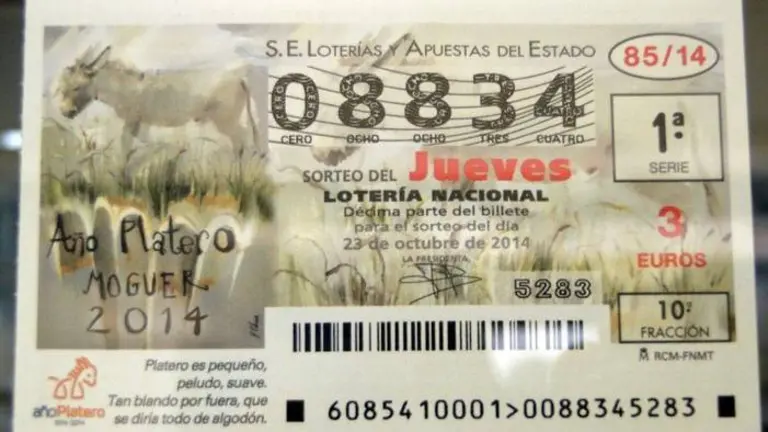 S.E. LOTERÍAS Y APUESTAS DEL ESTADO
85/14
08834
CERO OCHO OCHO TRES CUATRO
1ª
SERIE
SORTEO DEL Jueves
LOTERÍA NACIONAL
Décima parte del billete
para el sorteo del día
23 de octubre de 2014
LA PRESIDENTA
3
EUROS
5283
10ª
FRACCIÓN
RCM-FNMT
Año Platero
MOGUER
2014
Platero es pequeño,
peludo, suave.
Tan blando por fuera, que
se diría todo de algodón.
añoPlatero
6085410001>0088345283